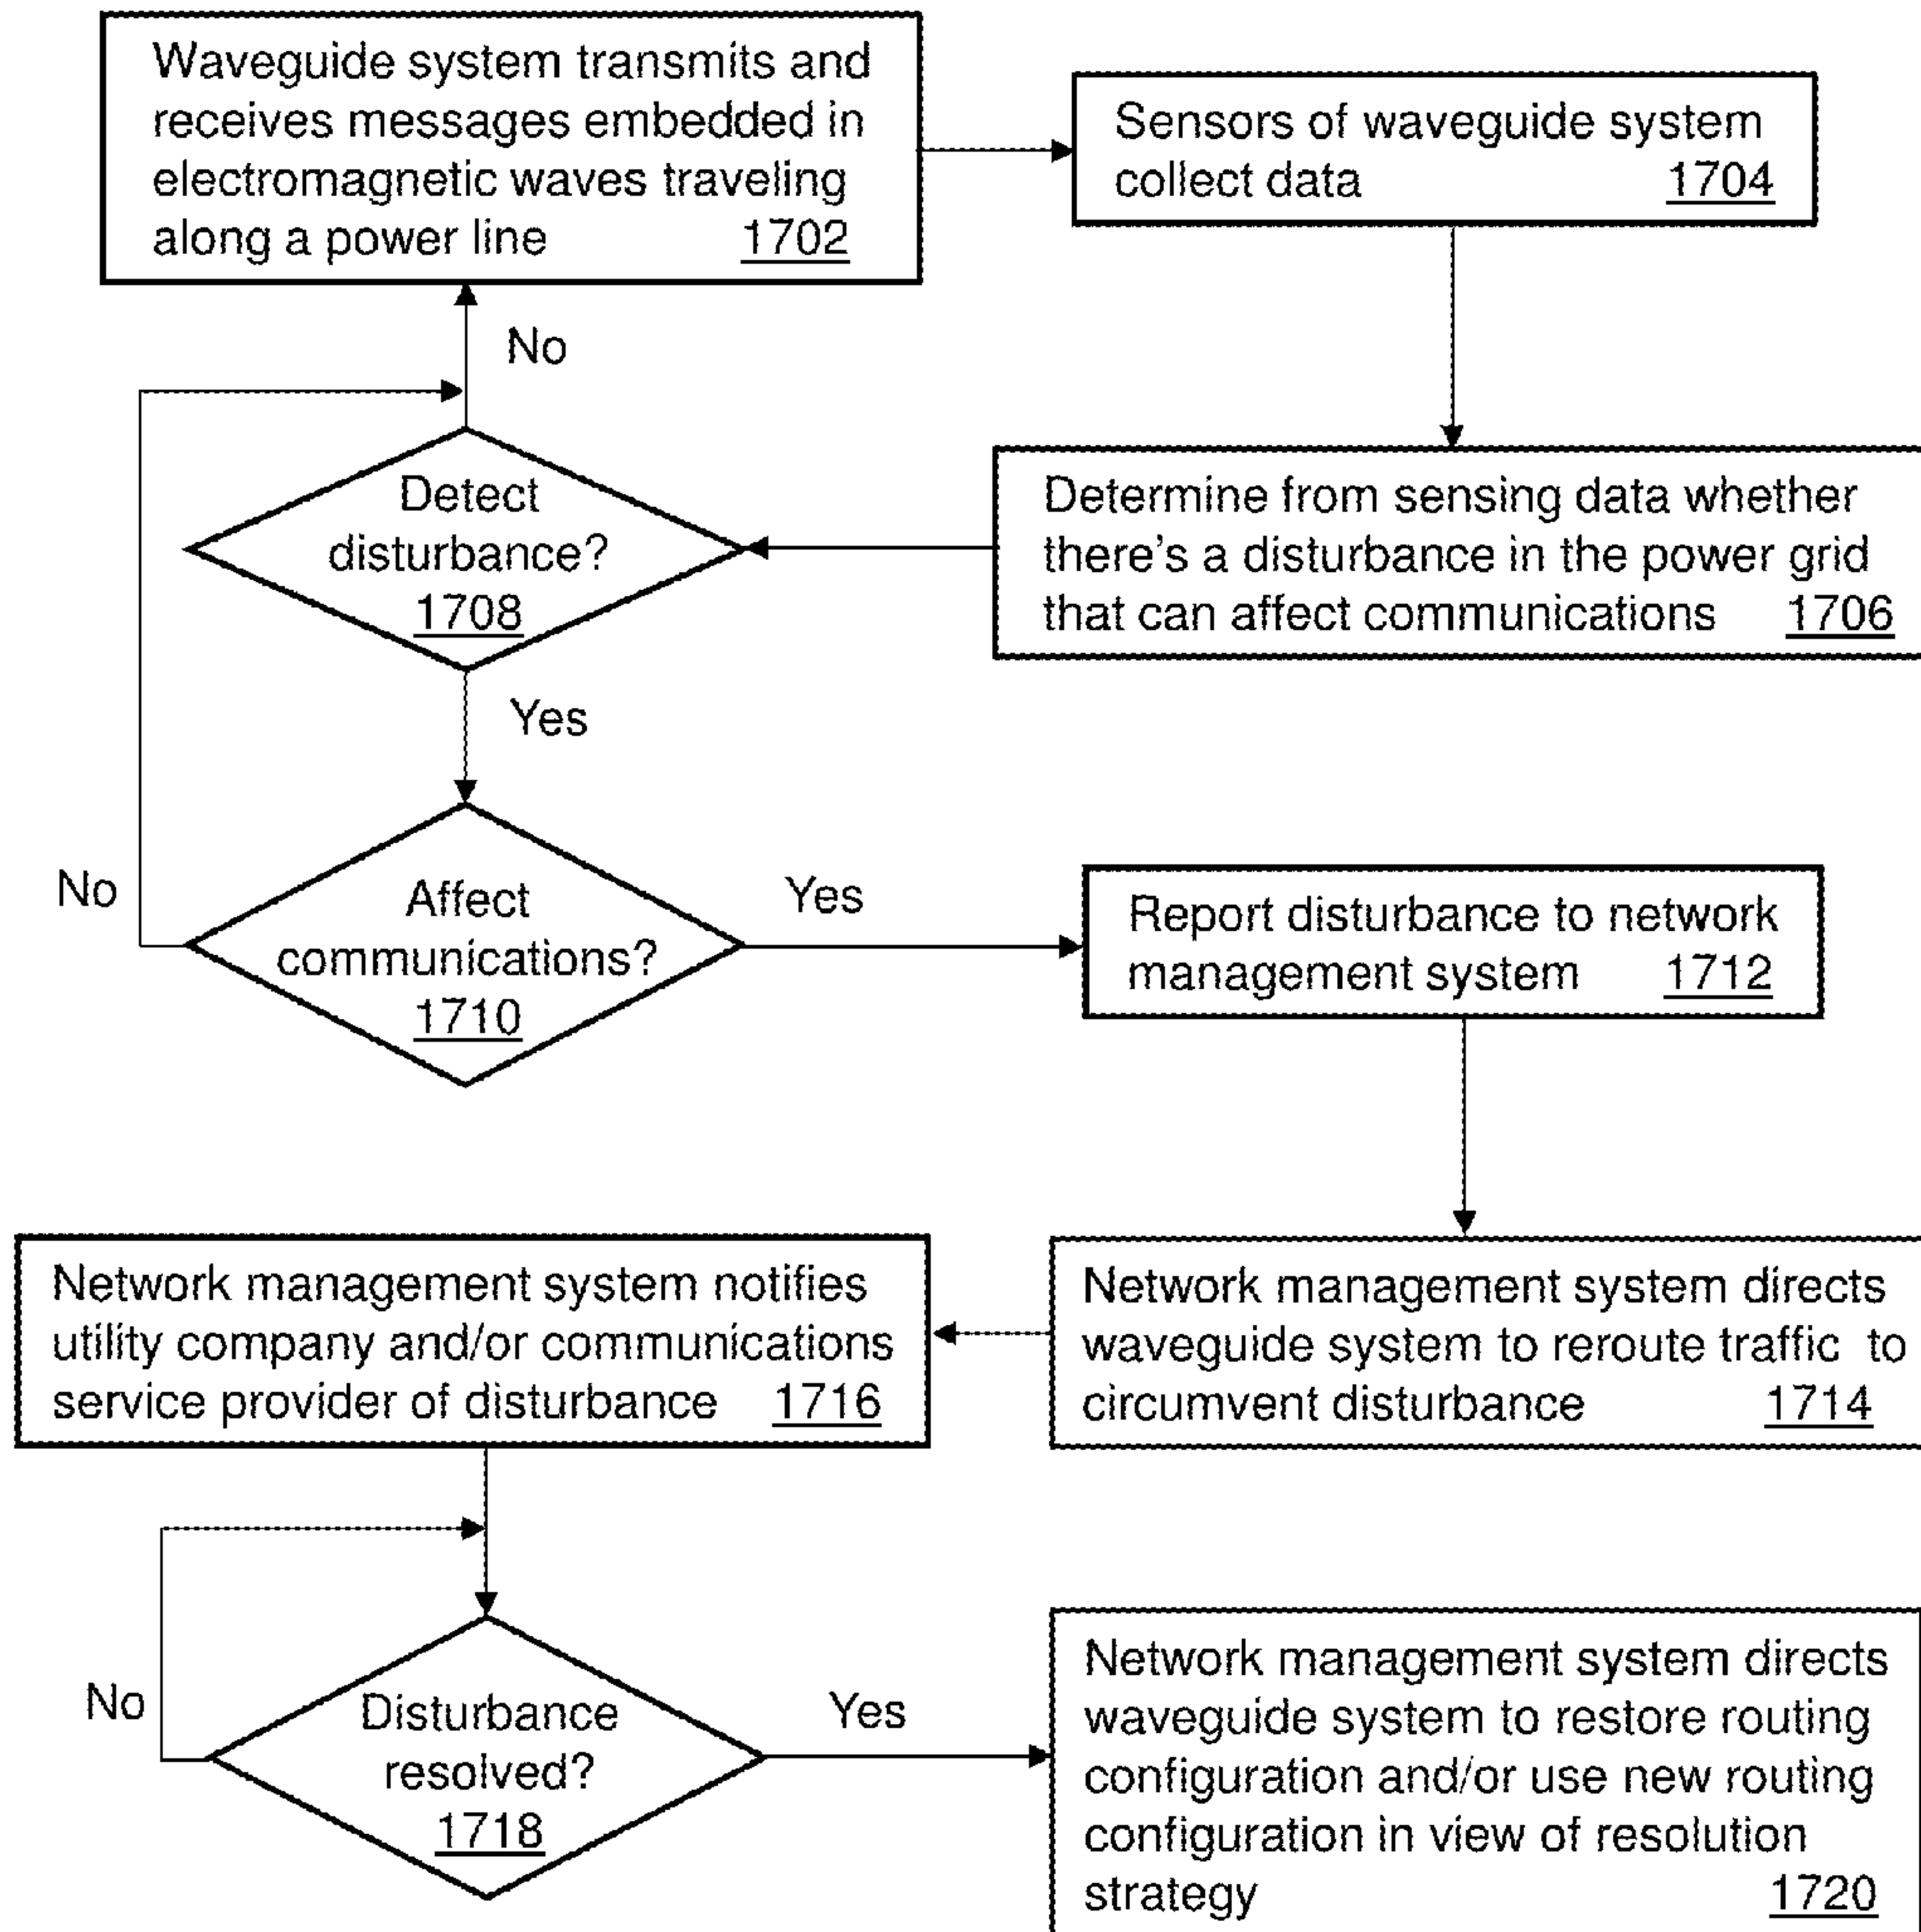 Waveguide system transmits and
receives messages embedded in
electromagnetic waves traveling
along a power line 1702
Sensors of waveguide system
collect data 1704
No
Detect
disturbance?
1708
Determine from sensing data whether
there's a disturbance in the power grid
that can affect communications 1706
Yes
No
Affect
communications?
1710
Yes
Report disturbance to network
management system 1712
Network management system notifies
utility company and/or communications
service provider of disturbance 1716
Network management system directs
waveguide system to reroute traffic to
circumvent disturbance 1714
No
Disturbance
resolved?
1718
Yes
Network management system directs
waveguide system to restore routing
configuration and/or use new routing
configuration in view of resolution
strategy 1720